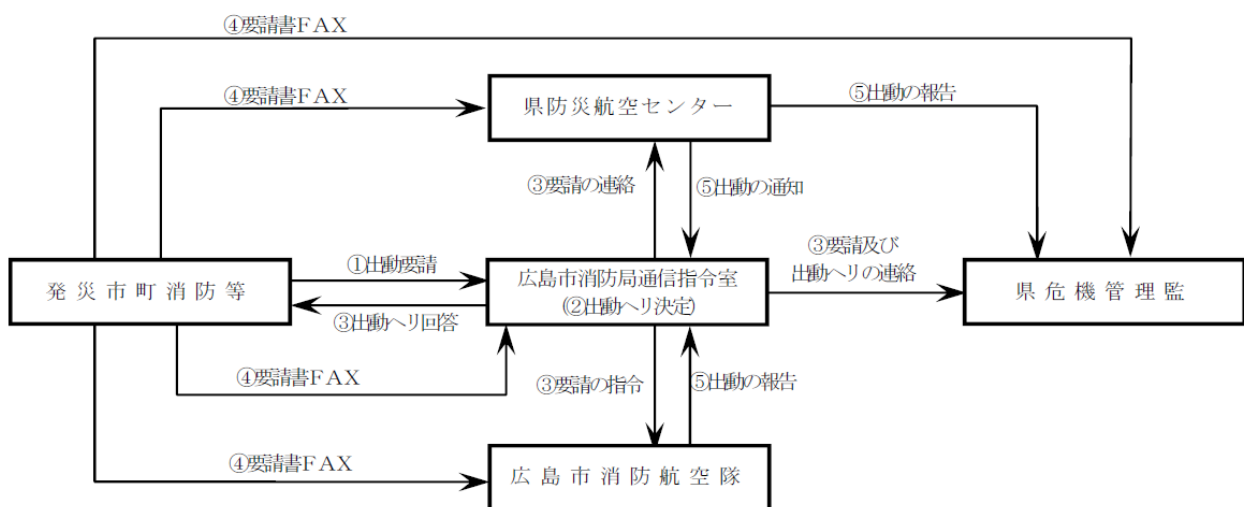 ④要請書ＦＡＸ
④要請書ＦＡＸ
県防災航空センター
⑤出動の報告
③要請の連絡
⑤出動の通知
①出動要請
発災市町消防等
③出動ヘリ回答
広島市消防局通信指令室
(②出動ヘリ決定)
③要請及び
出動ヘリの連絡
県危機管理監
④要請書ＦＡＸ
③要請の指令
⑤出動の報告
④要請書ＦＡＸ
広島市消防航空隊